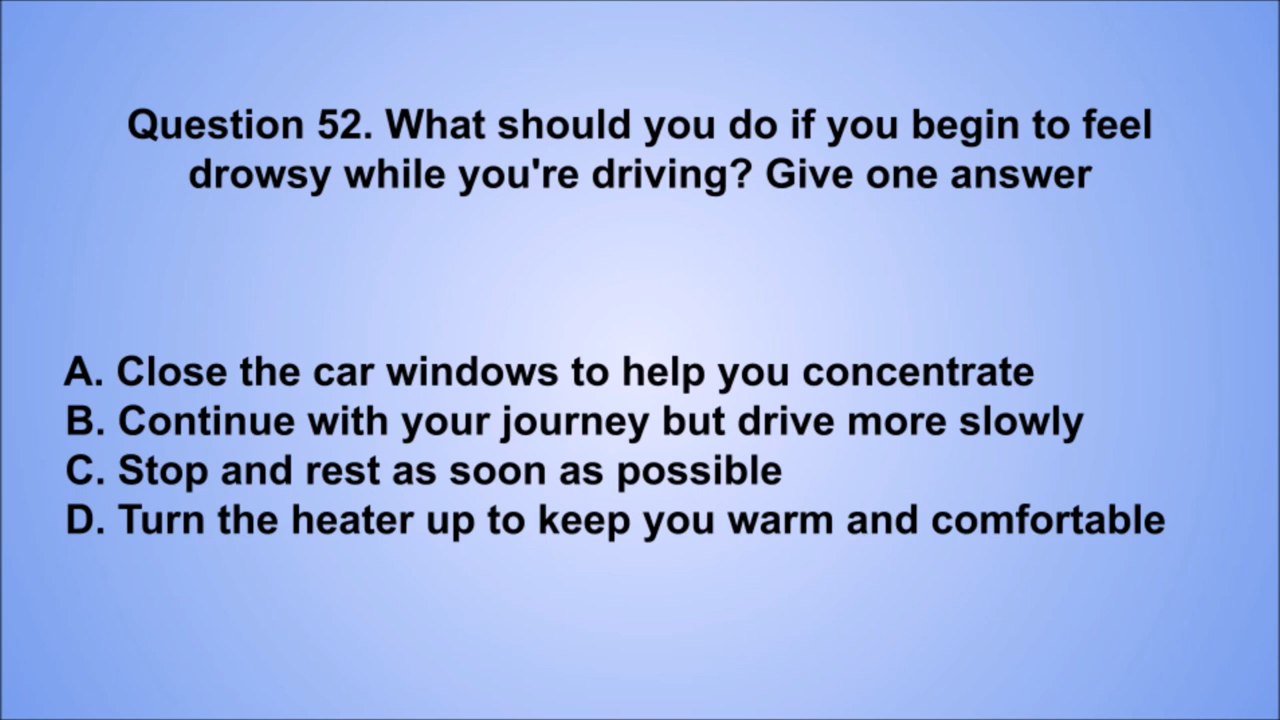 Question 52. What should you do if you begin to feel
drowsy while you're driving? Give one answer
A. Close the car windows to help you concentrate
B. Continue with your journey but drive more slowly
C. Stop and rest as soon as possible
D. Turn the heater up to keep you warm and comfortable